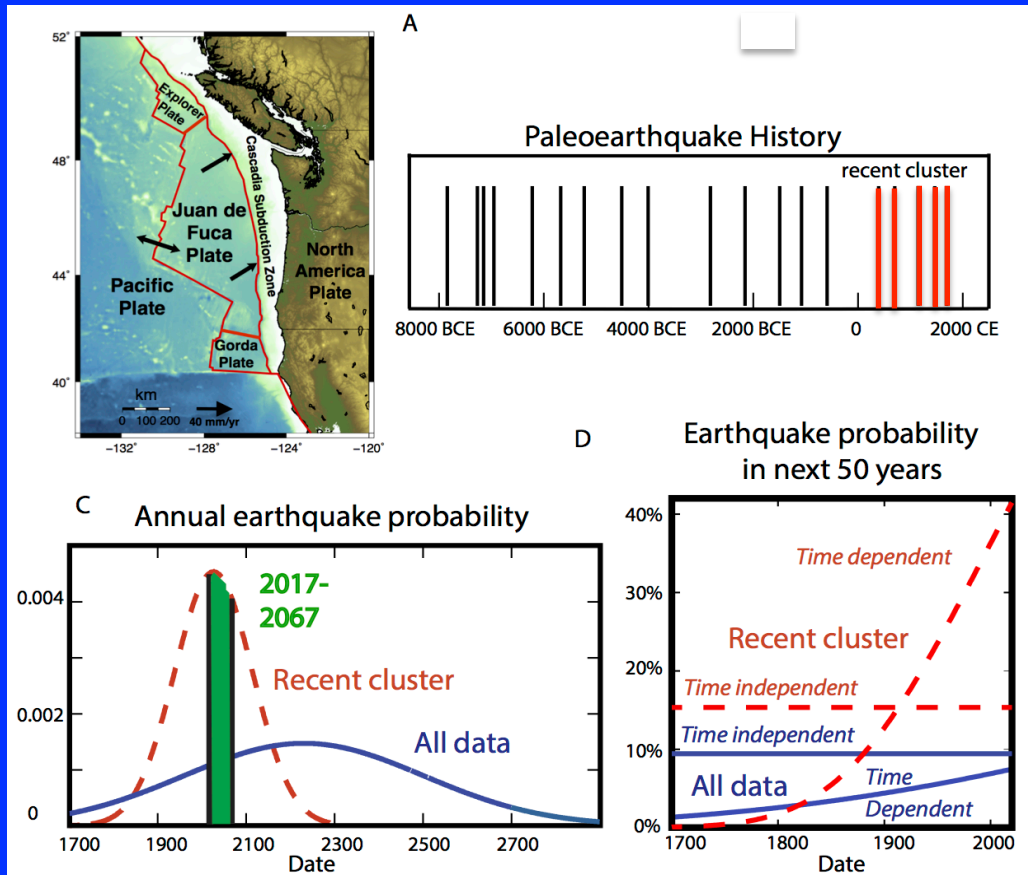 A
52°
48°
44°
40°
-132°
-128°
-124°
-120°
Explorer
Plate
Cascadia Subduction Zone
Juan de
Fuca
Plate
North
America
Plate
Pacific
Plate
Gorda
Plate
km
0 100 200
40 mm/yr
Paleoearthquake History
recent cluster
8000 BCE 6000 BCE 4000 BCE 2000 BCE 0 2000 CE
C
Annual earthquake probability
0.004
0.002
0
2017-
2067
Recent cluster
All data
1700 1900 2100 2300 2500 2700
Date
D
Earthquake probability
in next 50 years
40%
30%
20%
10%
0%
Time dependent
Recent cluster
Time independent
Time independent
All data
Time
Dependent
1700 1800 1900 2000
Date